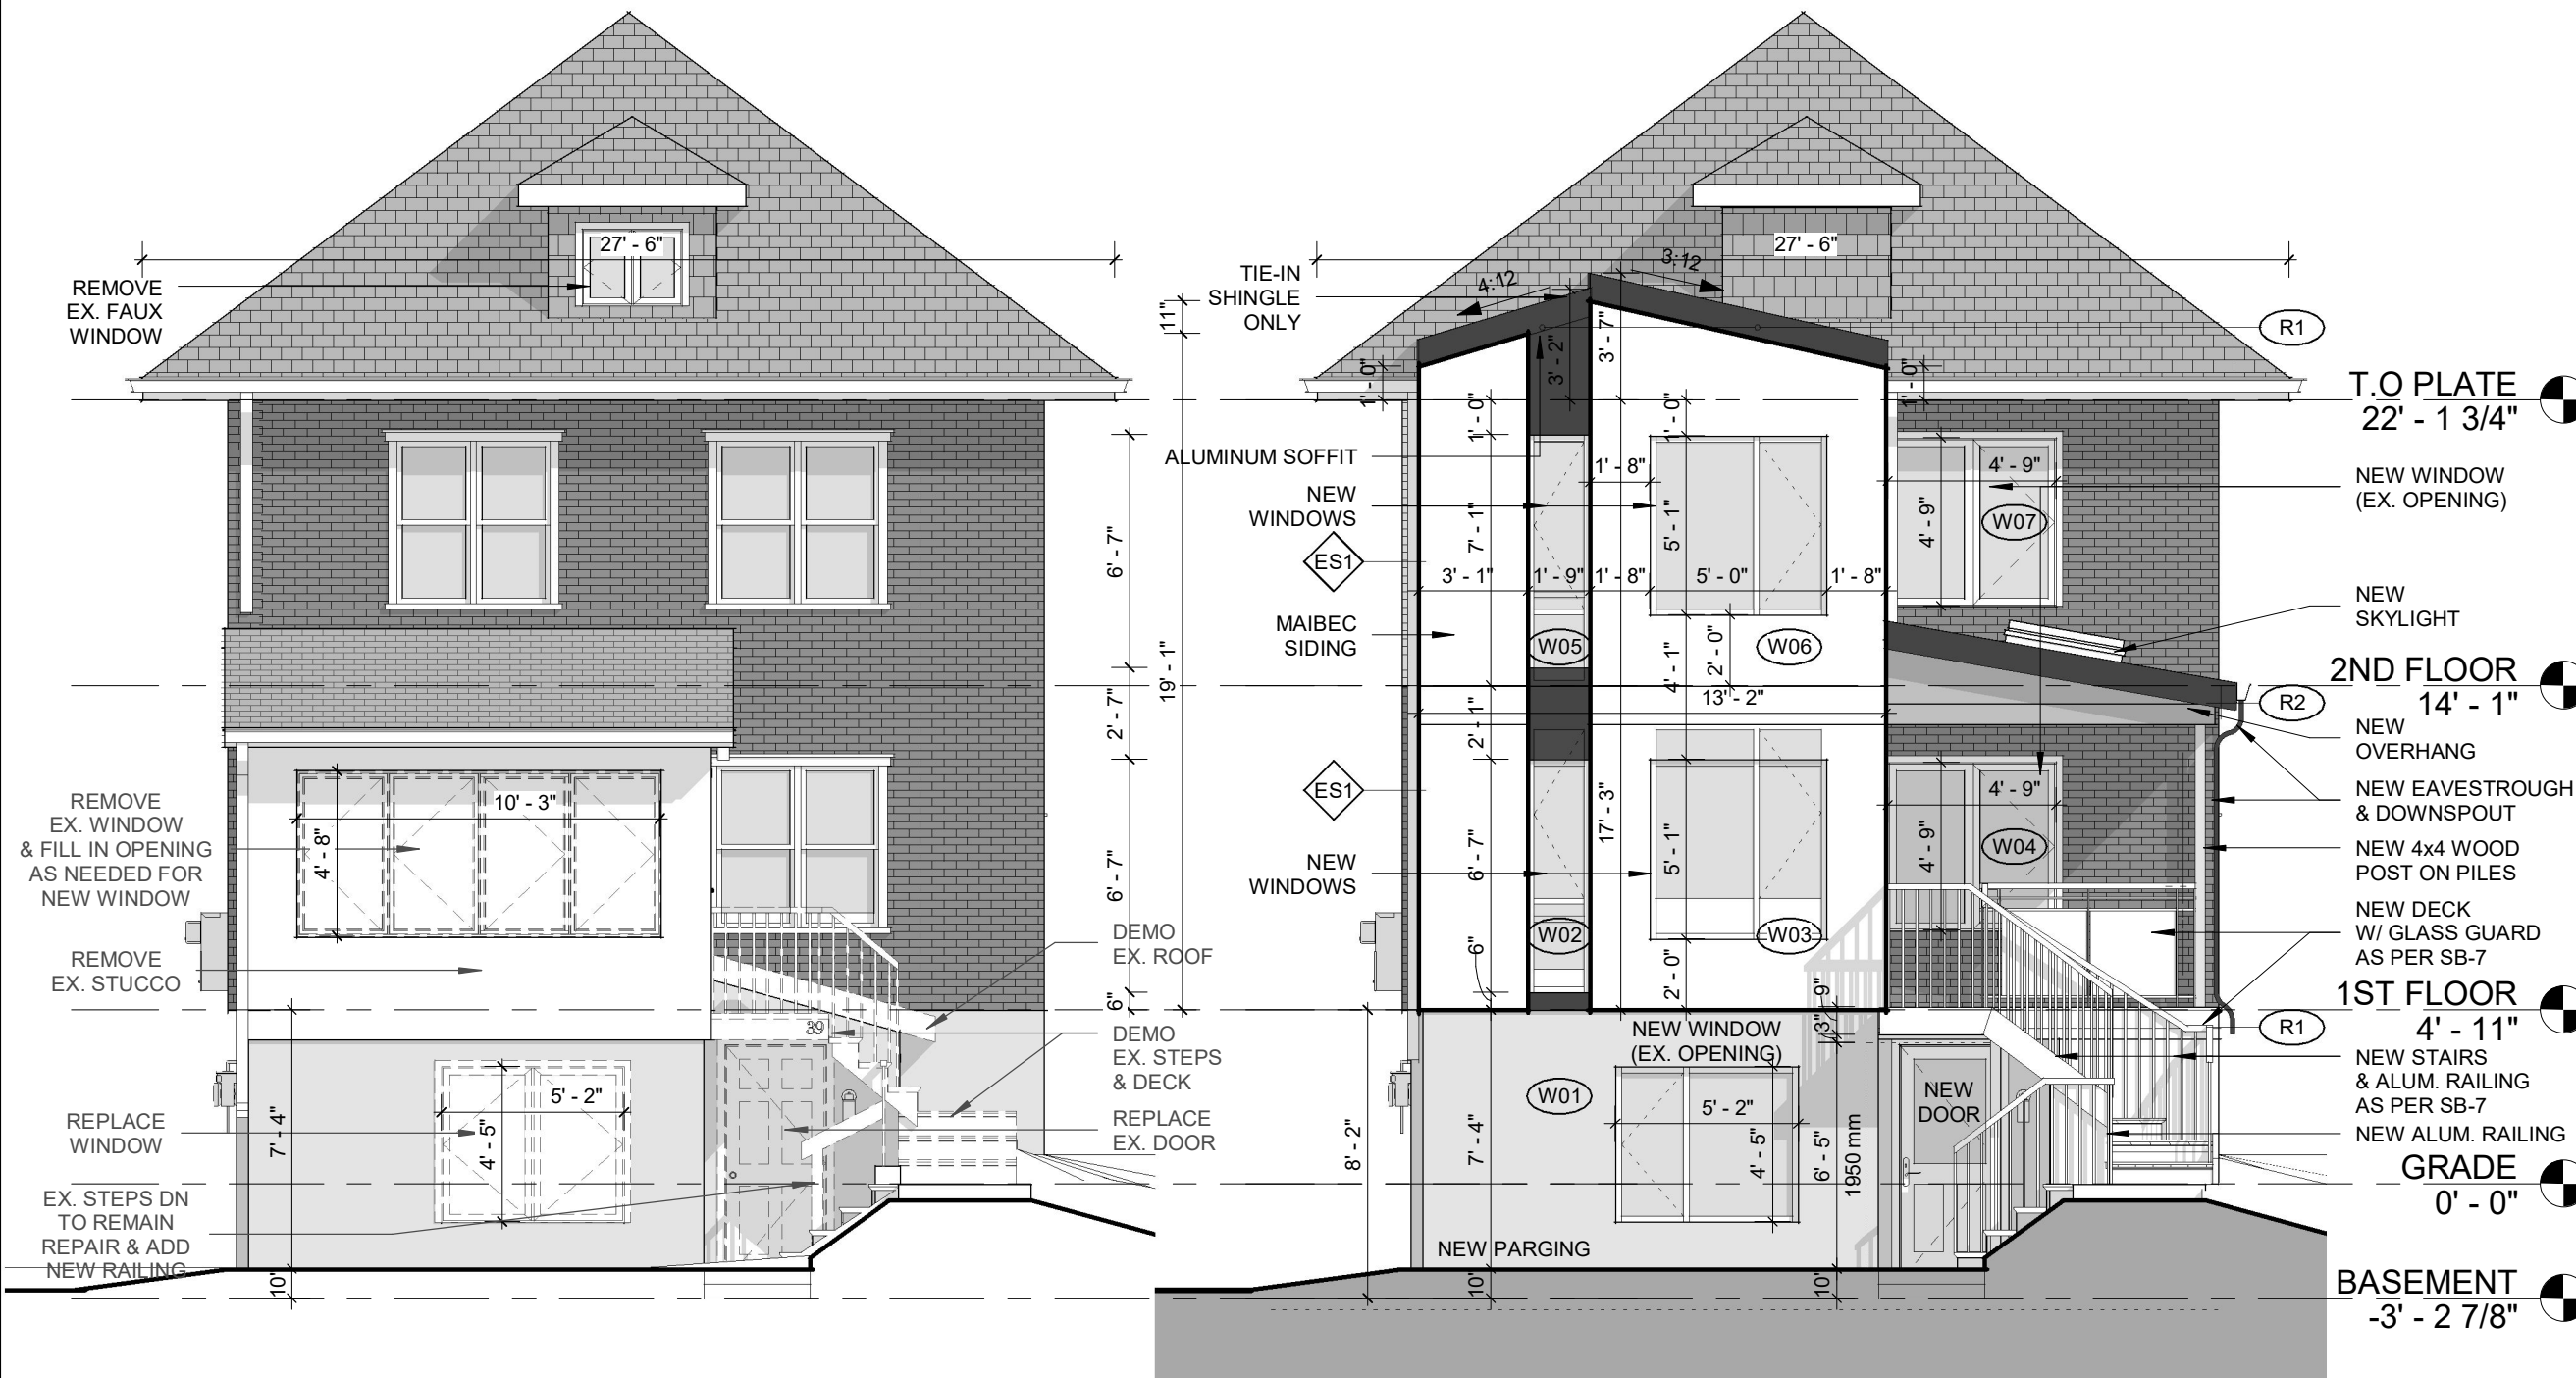 27' - 6"
REMOVE
EX. FAUX
WINDOW
11"
6' - 7"
19' - 1"
2' - 7"
6' - 7"
6"
10' - 3"
4' - 8"
REMOVE
EX. WINDOW
& FILL IN OPENING
AS NEEDED FOR
NEW WINDOW
REMOVE
EX. STUCCO
DEMO
EX. ROOF
39
DEMO
EX. STEPS
& DECK
REPLACE
EX. DOOR
5' - 2"
4' - 5"
7' - 4"
REPLACE
WINDOW
EX. STEPS DN
TO REMAIN
REPAIR & ADD
NEW RAILING
10"
27' - 6"
TIE-IN
SHINGLE
ONLY
4:12
3:12
R1
3' - 7"
3' - 2"
1' - 0"
1' - 0"
1' - 0"
1' - 0"
T.O PLATE
22' - 1 3/4"
ALUMINUM SOFFIT
NEW
WINDOWS
ES1
MAIBEC
SIDING
1' - 8"
7' - 1"
5' - 1"
3' - 1"
1' - 9"
1' - 8"
5' - 0"
1' - 8"
4' - 9"
4' - 9"
W07
NEW WINDOW
(EX. OPENING)
NEW
SKYLIGHT
W05
W06
4' - 1"
2' - 0"
13' - 2"
2ND FLOOR
14' - 1"
R2
NEW
OVERHANG
2' - 1"
ES1
NEW
WINDOWS
17' - 3"
6' - 7"
5' - 1"
4' - 9"
4' - 9"
W04
NEW EAVESTROUGH
& DOWNSPOUT
NEW 4x4 WOOD
POST ON PILES
NEW DECK
W/ GLASS GUARD
AS PER SB-7
W02
W03
6"
2' - 0"
9"
3"
1ST FLOOR
4' - 11"
R1
NEW STAIRS
& ALUM. RAILING
AS PER SB-7
NEW ALUM. RAILING
NEW WINDOW
(EX. OPENING)
W01
5' - 2"
4' - 5"
8' - 2"
7' - 4"
6' - 5"
1950 mm
NEW
DOOR
GRADE
0' - 0"
NEW PARGING
10"
10"
BASEMENT
-3' - 2 7/8"